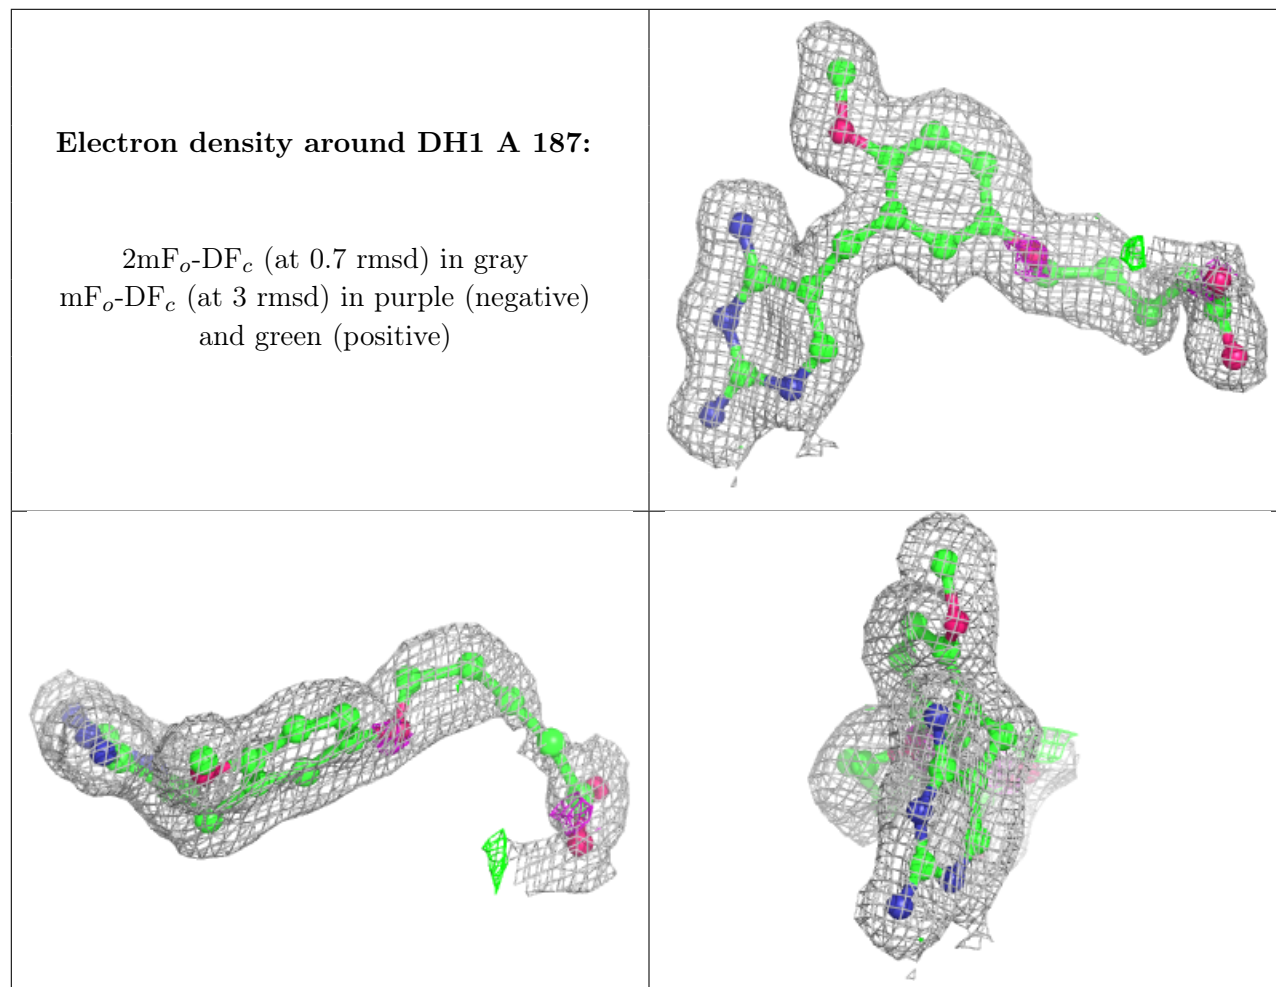 Electron density around DH1 A 187:
2mFₒ-DF𝒸 (at 0.7 rmsd) in gray
mFₒ-DF𝒸 (at 3 rmsd) in purple (negative)
and green (positive)